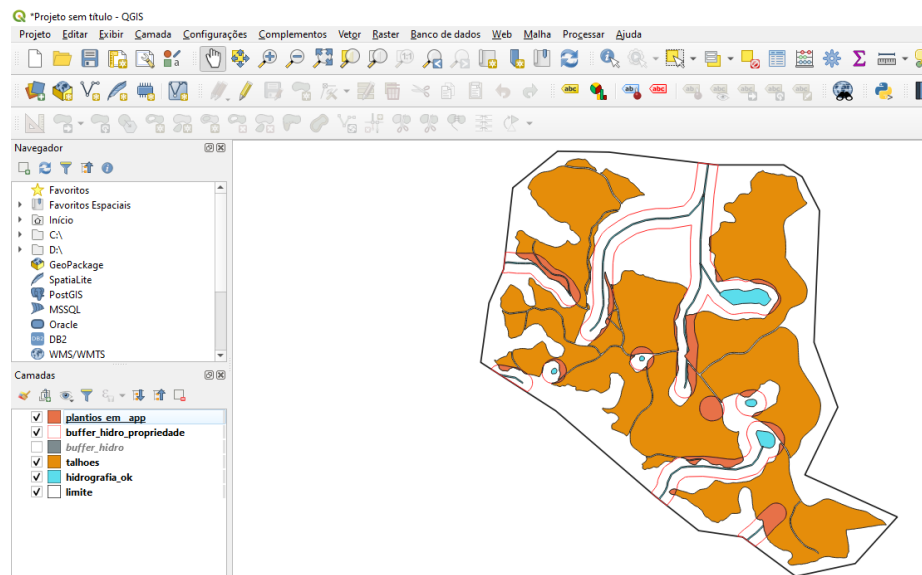 *Projeto sem título - QGIS
Projeto Editar Exibir Camada Configurações Complementos Vetor Raster Banco de dados Web Malha Processar Ajuda
Navegador
Favoritos
Favoritos Espaciais
Início
C:\
D:\
GeoPackage
SpatiaLite
PostGIS
MSSQL
Oracle
DB2
WMS/WMTS
Camadas
plantios_em_app
buffer_hidro_propriedade
buffer_hidro
talhoes
hidrografia_ok
limite